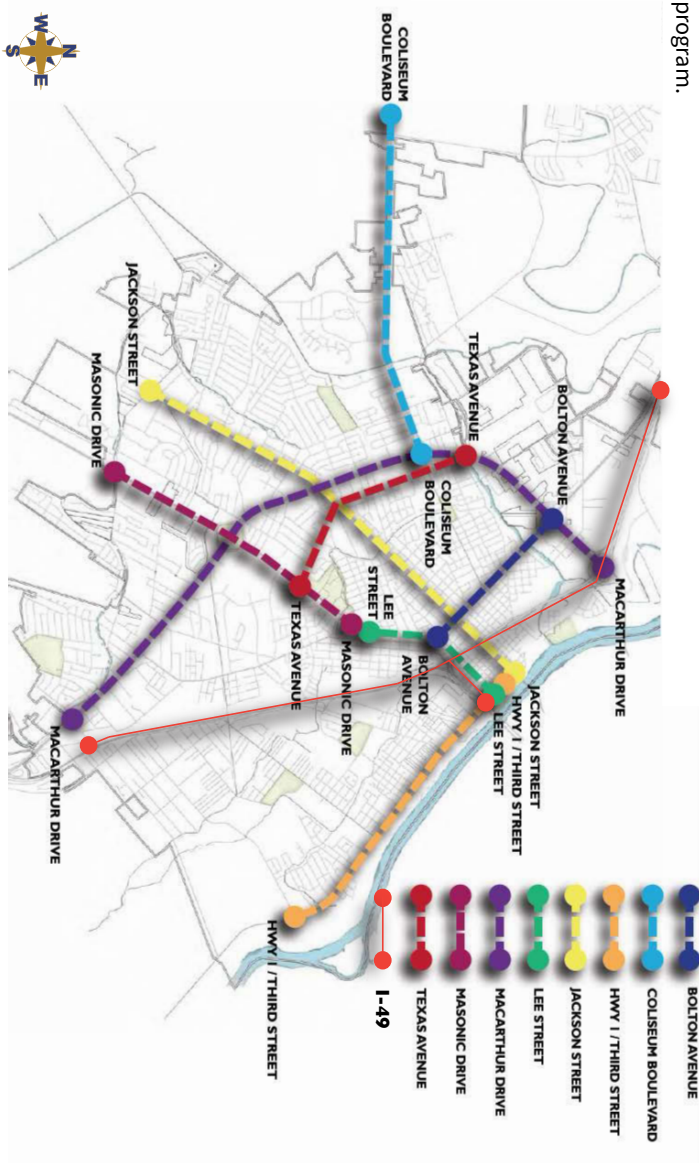 program.
N
W
E
S
COLISEUM
BOULEVARD
JACKSON STREET
MASONIC DRIVE
TEXAS AVENUE
BOLTON AVENUE
COLISEUM
BOULEVARD
MACARTHUR DRIVE
LEE
STREET
TEXAS AVENUE
MASONIC DRIVE
BOLTON
AVENUE
JACKSON STREET
HWY 1 / THIRD STREET
LEE STREET
MACARTHUR DRIVE
HWY 1 / THIRD STREET
BOLTON AVENUE
COLISEUM BOULEVARD
HWY 1 / THIRD STREET
JACKSON STREET
LEE STREET
MACARTHUR DRIVE
MASONIC DRIVE
TEXAS AVENUE
I-49